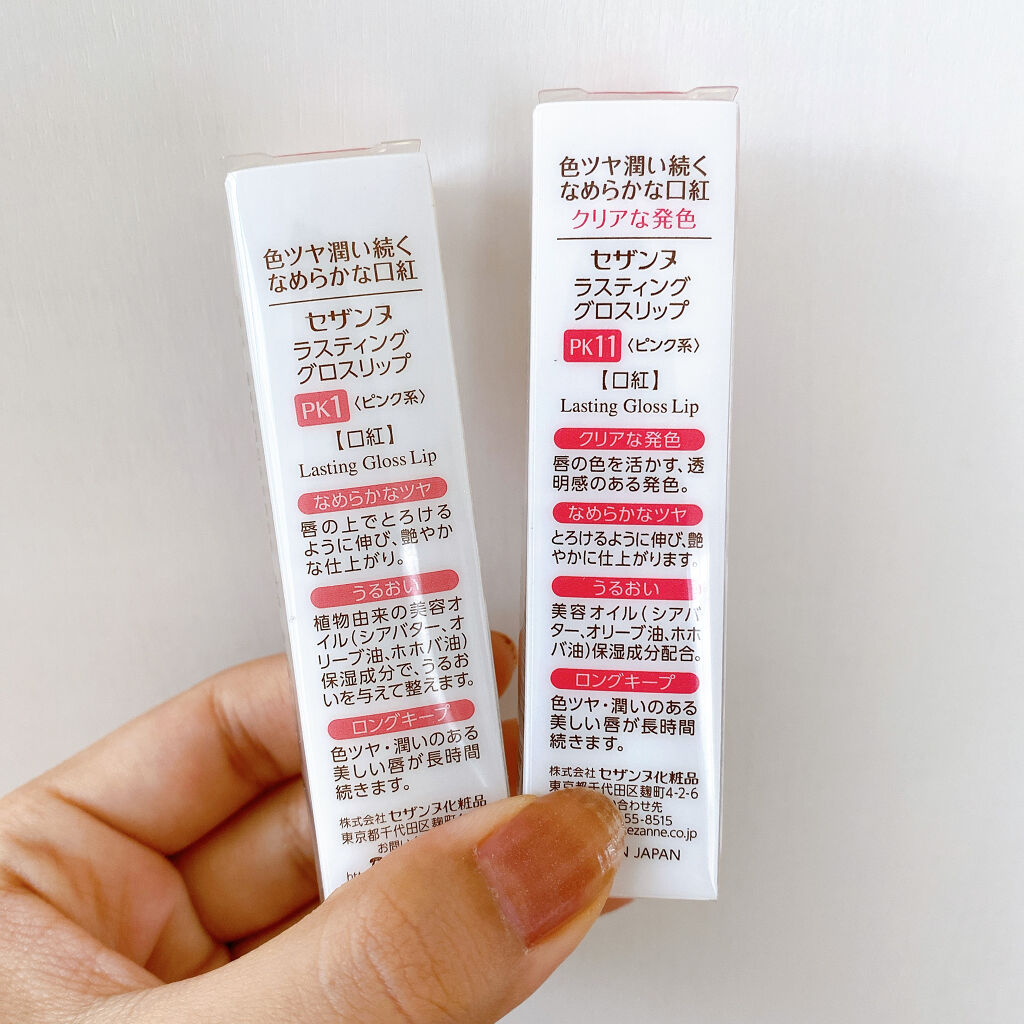 色ツヤ潤い続く
なめらかな口紅
セザンヌ
ラスティング
グロスリップ
PK1 〈ピンク系〉
【口紅】
Lasting Gloss Lip
なめらかなツヤ
唇の上でとろける
ように伸び、艶やか
な仕上がり。
うるおい
植物由来の美容オ
イル(シアバター、オ
リーブ油、ホホバ油)
保湿成分で、うるお
いを与えて整えます。
ロングキープ
色ツヤ・潤いのある
美しい唇が長時間
続きます。
株式会社 セザンヌ化粧品
東京都千代田区麹町
お問い
色ツヤ潤い続く
なめらかな口紅
クリアな発色
セザンヌ
ラスティング
グロスリップ
PK11 〈ピンク系〉
【口紅】
Lasting Gloss Lip
クリアな発色
唇の色を活かす、透
明感のある発色。
なめらかなツヤ
とろけるように伸び、艶
やかに仕上がります。
うるおい
美容オイル(シアバ
ター、オリーブ油、ホホ
バ油)保湿成分配合。
ロングキープ
色ツヤ・潤いのある
美しい唇が長時間
続きます。
株式会社 セザンヌ化粧品
東京都千代田区麹町4-2-6
い合わせ先
55-8515
ezanne.co.jp
N JAPAN